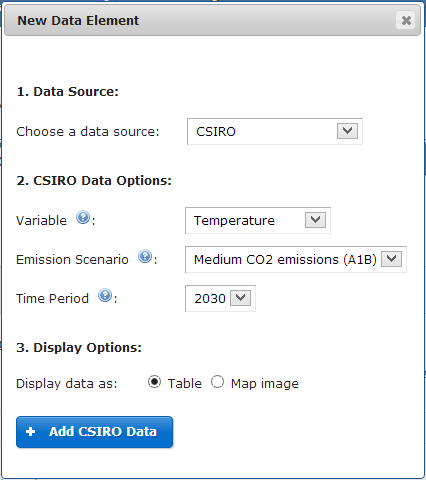 New Data Element
1. Data Source:
Choose a data source: CSIRO
2. CSIRO Data Options:
Variable ?: Temperature
Emission Scenario ?: Medium CO2 emissions (A1B)
Time Period ?: 2030
3. Display Options:
Display data as: Table Map image
+ Add CSIRO Data